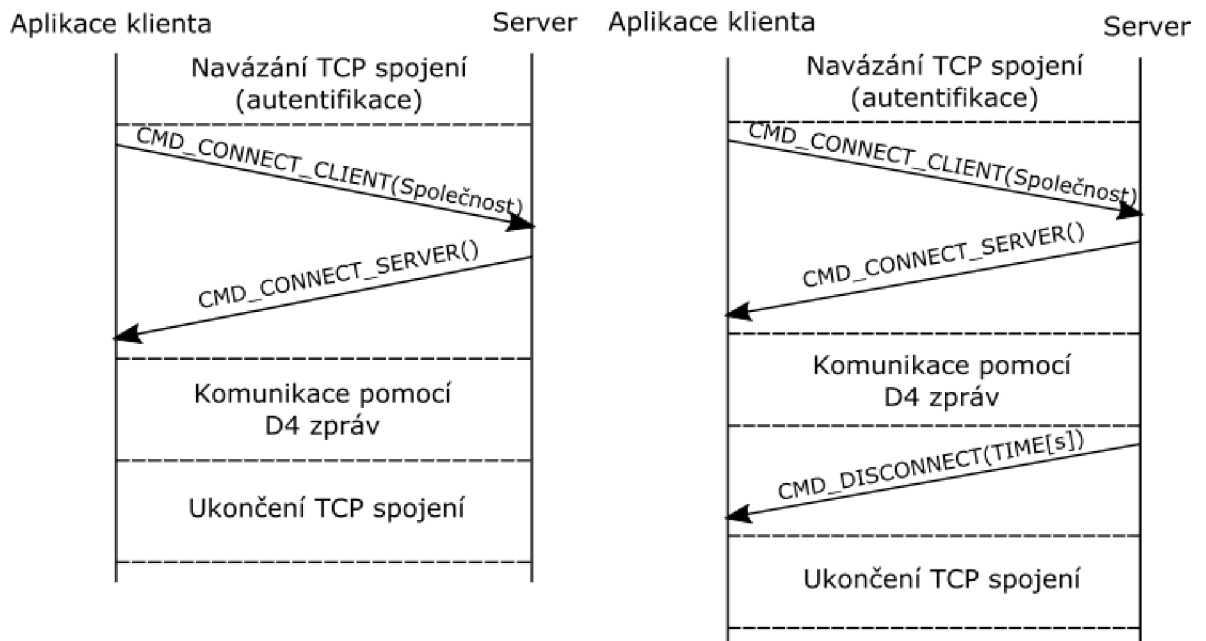 Aplikace klienta
Server
Navázání TCP spojení
(autentifikace)
CMD_CONNECT_CLIENT(Společnost)
CMD_CONNECT_SERVER()
Komunikace pomocí
D4 zpráv
Ukončení TCP spojení
Aplikace klienta
Server
Navázání TCP spojení
(autentifikace)
CMD_CONNECT_CLIENT(Společnost)
CMD_CONNECT_SERVER()
Komunikace pomocí
D4 zpráv
CMD_DISCONNECT(TIME[s])
Ukončení TCP spojení